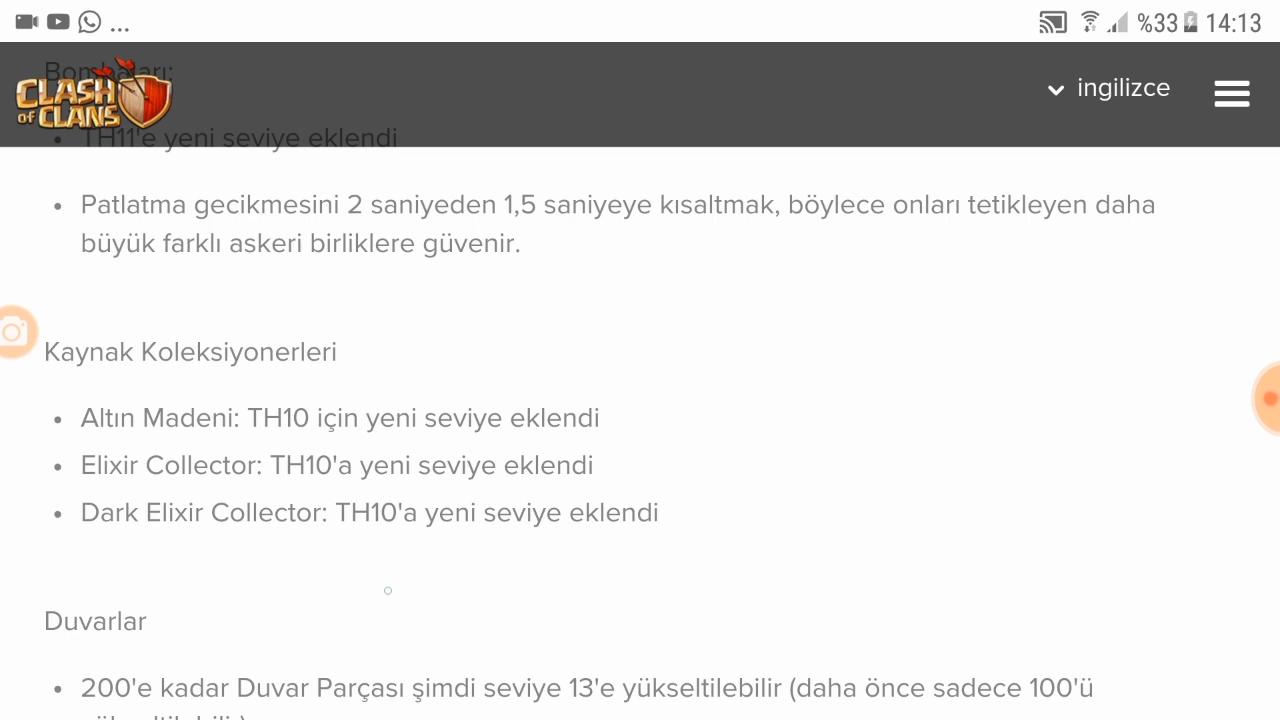 ... %33 14:13
Bombaları:
CLASH
OF CLANS
ingilizce
• TH11'e yeni seviye eklendi
• Patlatma gecikmesini 2 saniyeden 1,5 saniyeye kısaltmak, böylece onları tetikleyen daha
büyük farklı askeri birliklere güvenir.
Kaynak Koleksiyonerleri
• Altın Madeni: TH10 için yeni seviye eklendi
• Elixir Collector: TH10'a yeni seviye eklendi
• Dark Elixir Collector: TH10'a yeni seviye eklendi
Duvarlar
• 200'e kadar Duvar Parçası şimdi seviye 13'e yükseltilebilir (daha önce sadece 100'ü